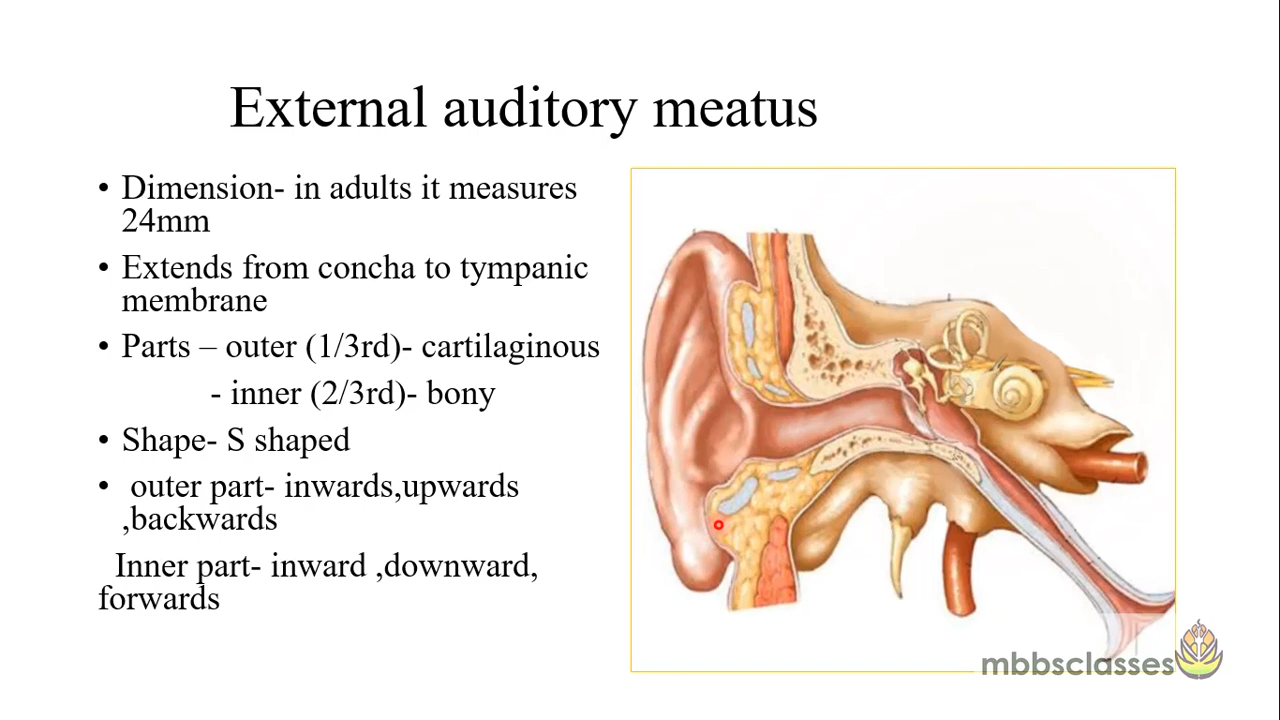 External auditory meatus
• Dimension- in adults it measures
24mm
• Extends from concha to tympanic
membrane
• Parts – outer (1/3rd)- cartilaginous
- inner (2/3rd)- bony
• Shape- S shaped
• outer part- inwards,upwards
,backwards
Inner part- inward ,downward,
forwards
mbbsclasses